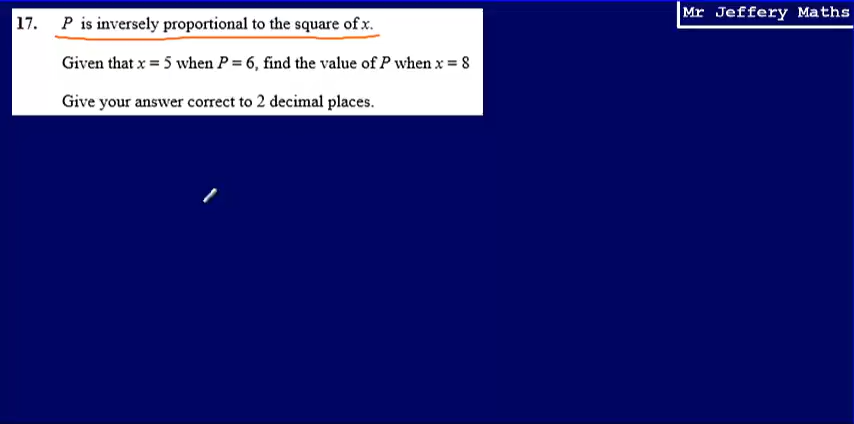 Mr Jeffery Maths
17. P is inversely proportional to the square of x.
Given that x = 5 when P = 6, find the value of P when x = 8
Give your answer correct to 2 decimal places.